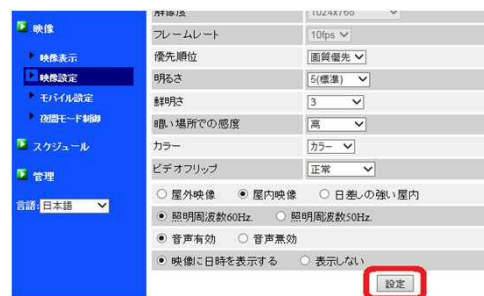 映像
映像表示
映像設定
モバイル設定
夜間モード制御
スケジュール
管理
言語: 日本語
解像度 1024x768
フレームレート 10fps
優先順位 画質優先
明るさ 5(標準)
鮮明さ 3
暗い場所での感度 高
カラー カラー
ビデオフリップ 正常
屋外映像 屋内映像 日差しの強い屋内
照明周波数60Hz. 照明周波数50Hz.
音声有効 音声無効
映像に日時を表示する 表示しない
設定